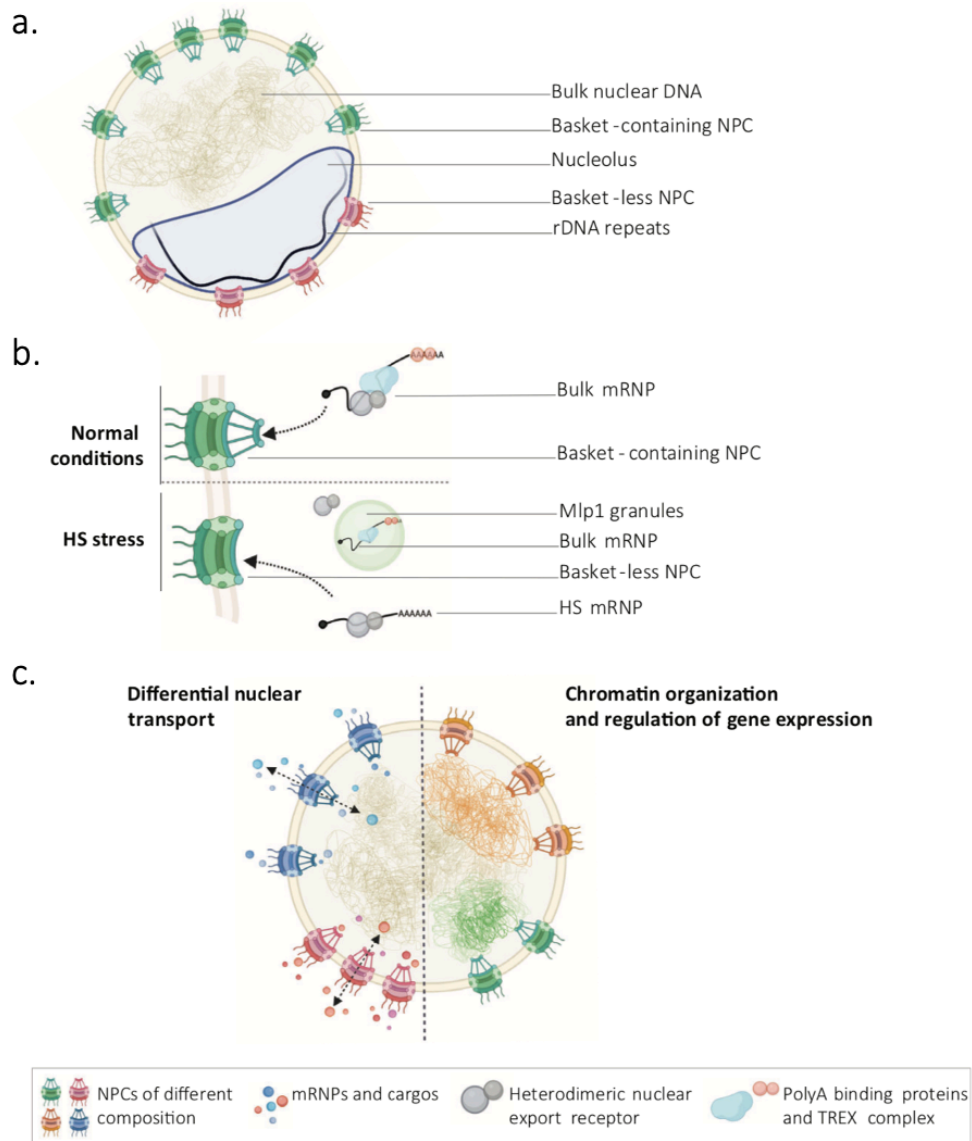 a.
Bulk nuclear DNA
Basket-containing NPC
Nucleolus
Basket-less NPC
rDNA repeats
b.
AAAAAA
Bulk mRNP
Normal
conditions
Basket - containing NPC
HS stress
Mlp1 granules
Bulk mRNP
Basket-less NPC
AAAAAA
HS mRNP
c.
Differential nuclear
transport
Chromatin organization
and regulation of gene expression
NPCs of different
composition
mRNPs and cargos
Heterodimeric nuclear
export receptor
PolyA binding proteins
and TREX complex